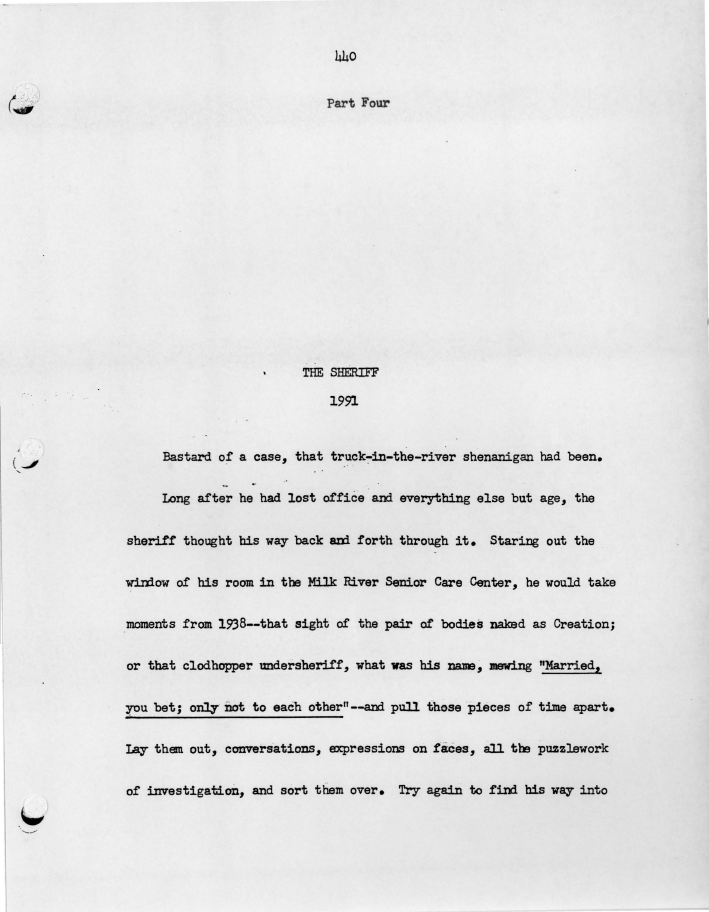 440
Part Four
THE SHERIFF
1991
Bastard of a case, that truck-in-the-river shenanigan had been.
Long after he had lost office and everything else but age, the
sheriff thought his way back and forth through it. Staring out the
window of his room in the Milk River Senior Care Center, he would take
moments from 1938--that sight of the pair of bodies naked as Creation;
or that clodhopper undersheriff, what was his name, mewing "Married,
you bet; only not to each other"--and pull those pieces of time apart.
Lay them out, conversations, expressions on faces, all the puzzlework
of investigation, and sort them over. Try again to find his way into